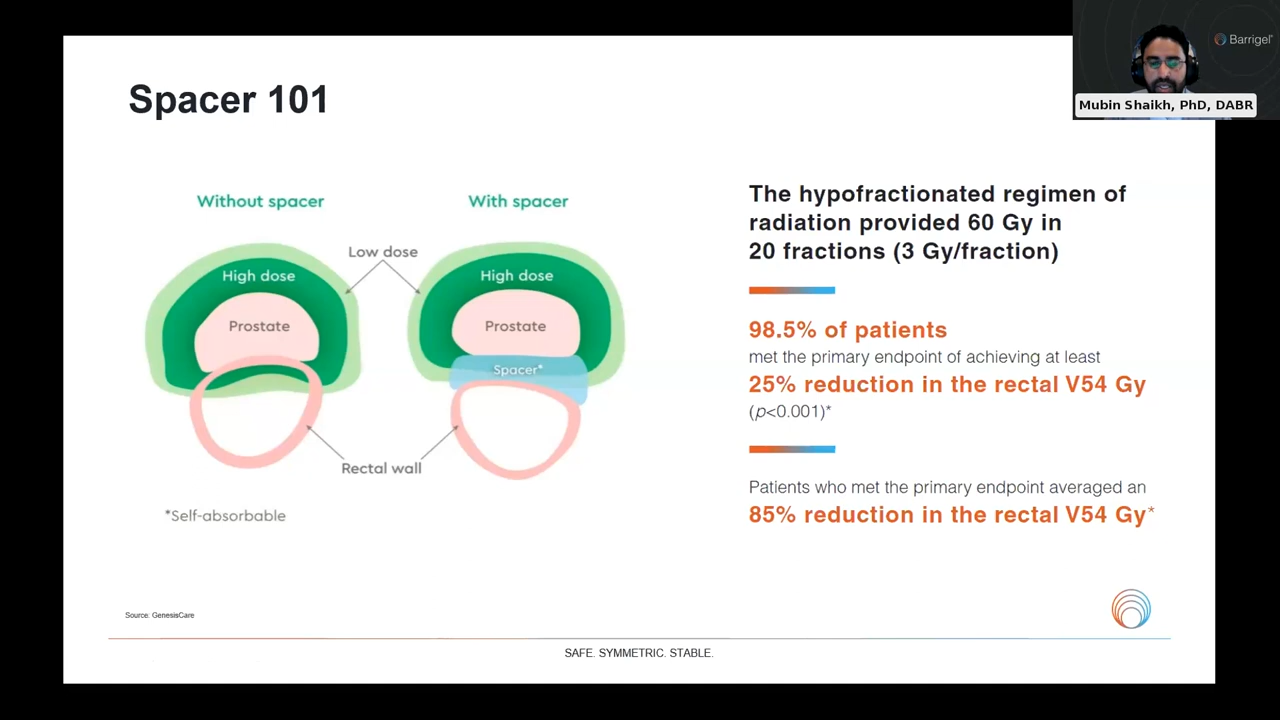 Barrigel®
Mubin Shaikh, PhD, DABR
Spacer 101
Without spacer
With spacer
Low dose
High dose
High dose
Prostate
Prostate
Spacer*
Rectal wall
*Self-absorbable
The hypofractionated regimen of
radiation provided 60 Gy in
20 fractions (3 Gy/fraction)
98.5% of patients
met the primary endpoint of achieving at least
25% reduction in the rectal V54 Gy
(p<0.001)*
Patients who met the primary endpoint averaged an
85% reduction in the rectal V54 Gy*
Source: GenesisCare
SAFE. SYMMETRIC. STABLE.